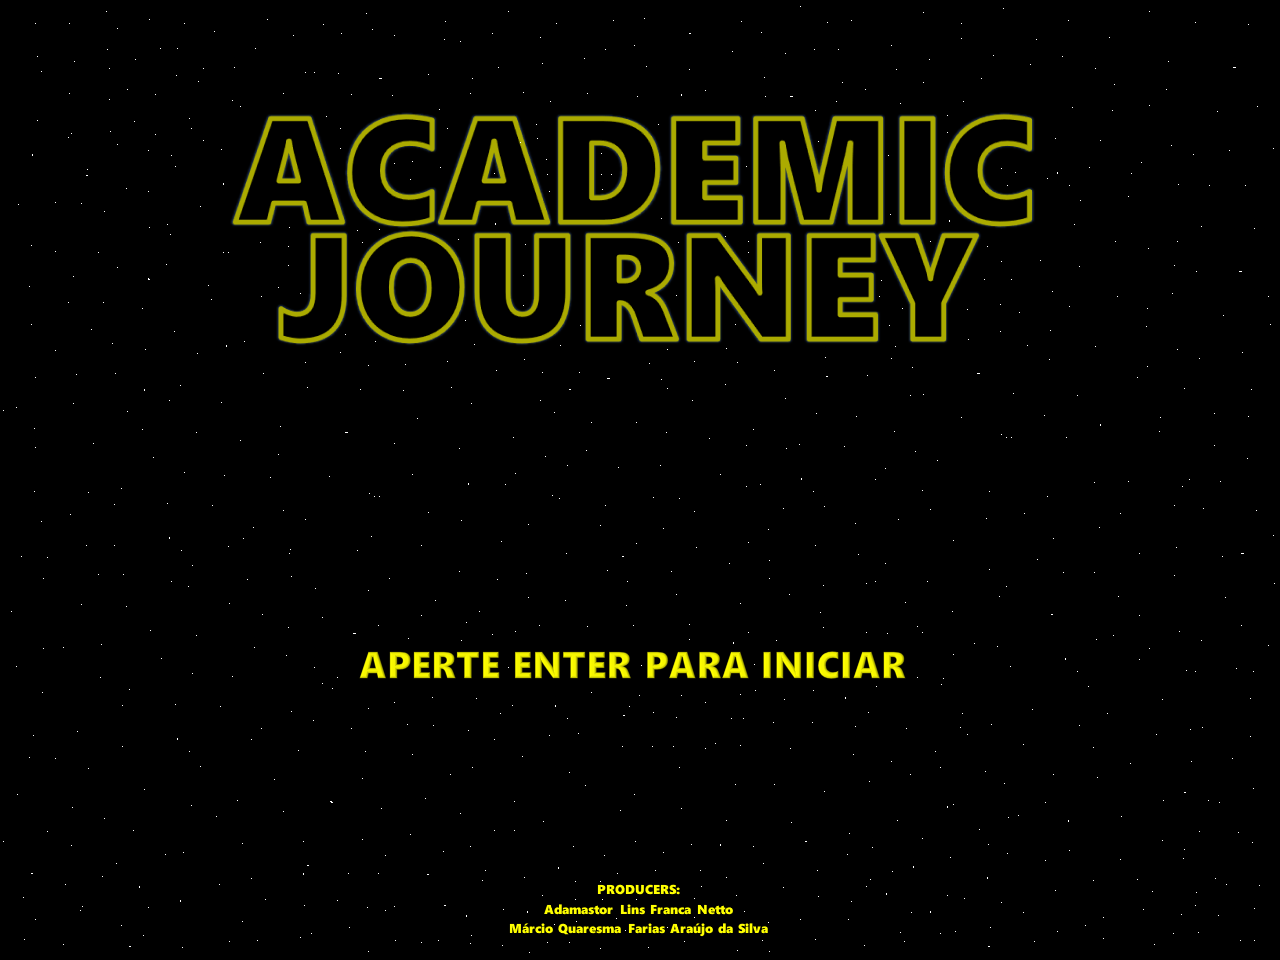 ACADEMIC
JOURNEY
APERTE ENTER PARA INICIAR
PRODUCERS:
Adamastor Lins Franca Netto
Márcio Quaresma Farias Araújo da Silva